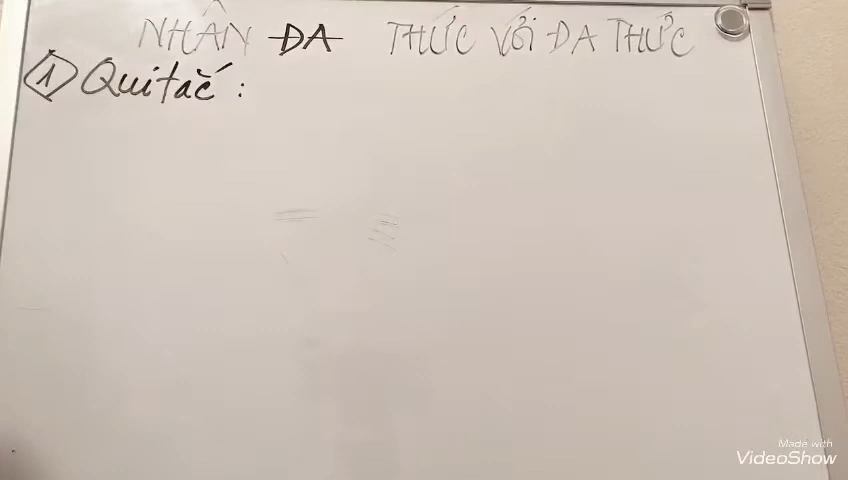 NHÂN ĐA THỨC VỚI ĐA THỨC
1 Qui tắc :
Made with
VideoShow